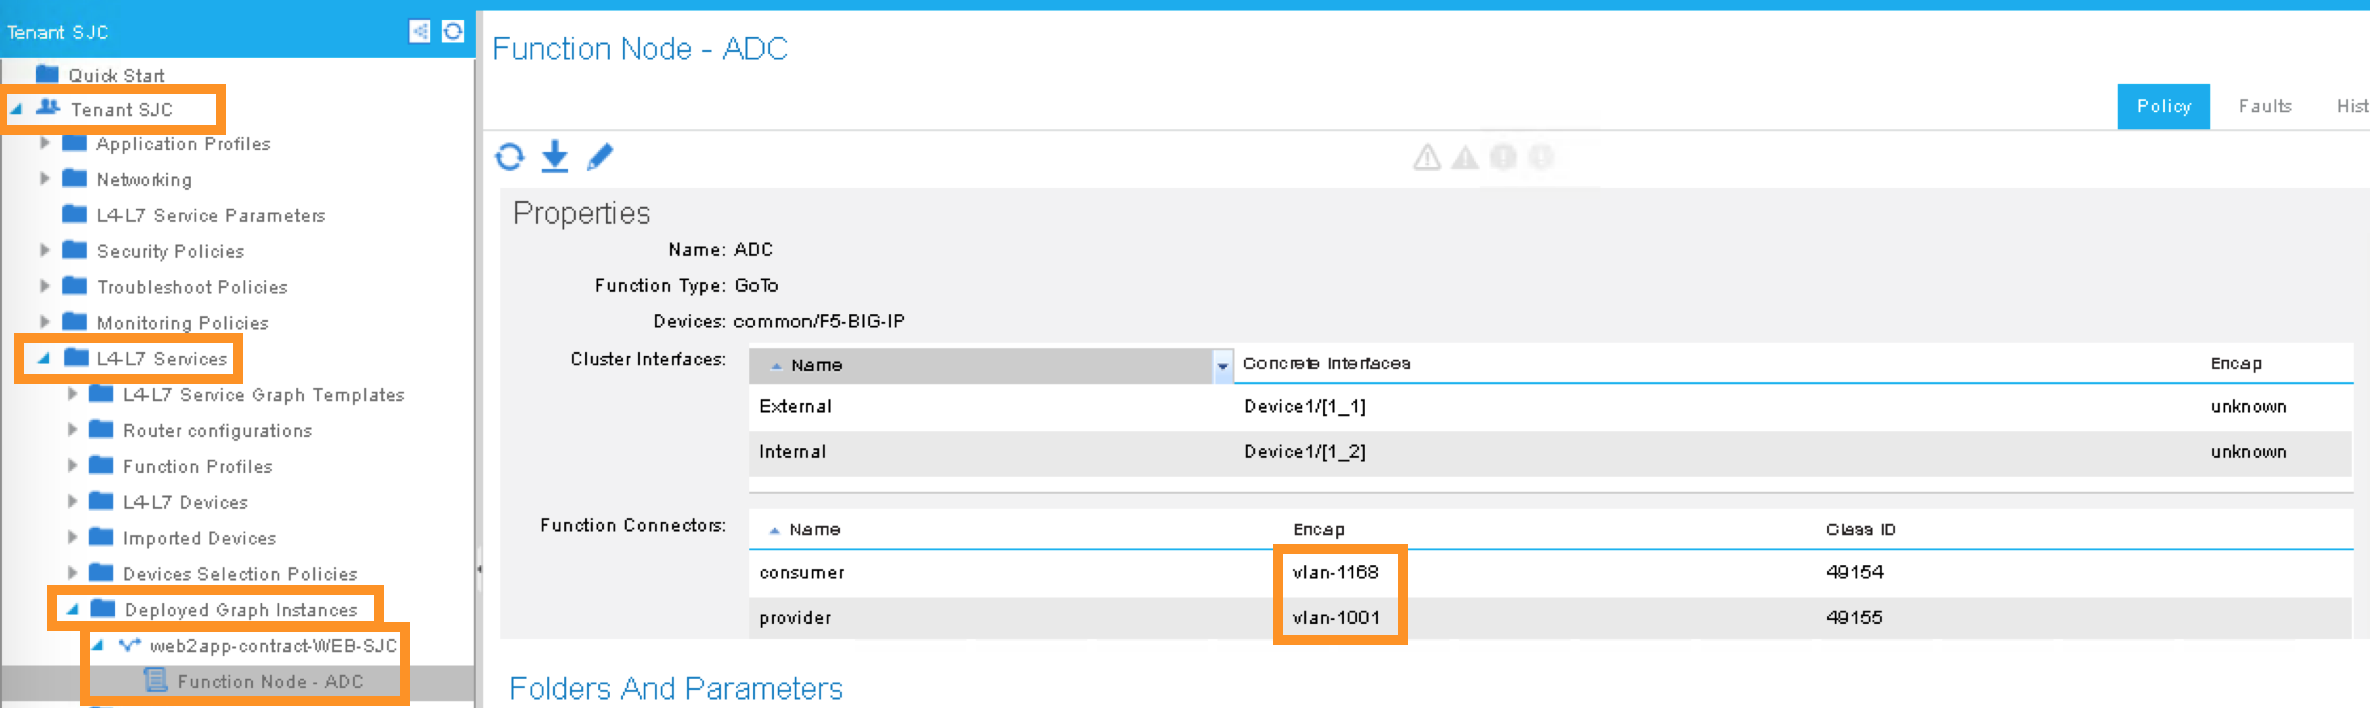 Tenant SJC
Quick Start
Tenant SJC
Application Profiles
Networking
L4-L7 Service Parameters
Security Policies
Troubleshoot Policies
Monitoring Policies
L4-L7 Services
L4-L7 Service Graph Templates
Router configurations
Function Profiles
L4-L7 Devices
Imported Devices
Devices Selection Policies
Deployed Graph Instances
web2app-contract-WEB-SJC
Function Node - ADC
Function Node - ADC
Policy Faults Hist
Properties
Name: ADC
Function Type: GoTo
Devices: common/F5-BIG-IP
Cluster Interfaces: Name Concrete Interfaces Encap
External Device1/[1_1] unknown
Internal Device1/[1_2] unknown
Function Connectors: Name Encap Class ID
consumer vlan-1168 49154
provider vlan-1001 49155
Folders And Parameters